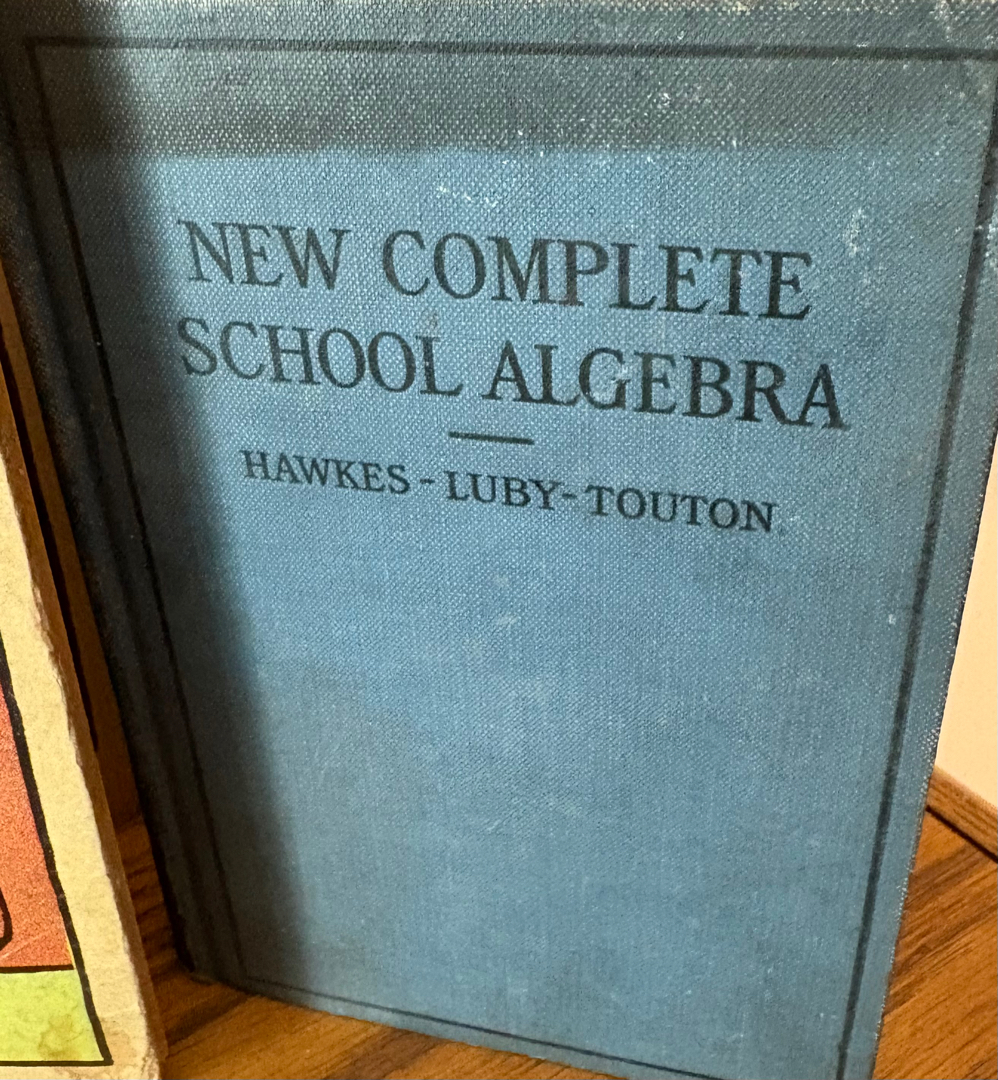 NEW COMPLETE
SCHOOL ALGEBRA
HAWKES-LUBY-TOUTON